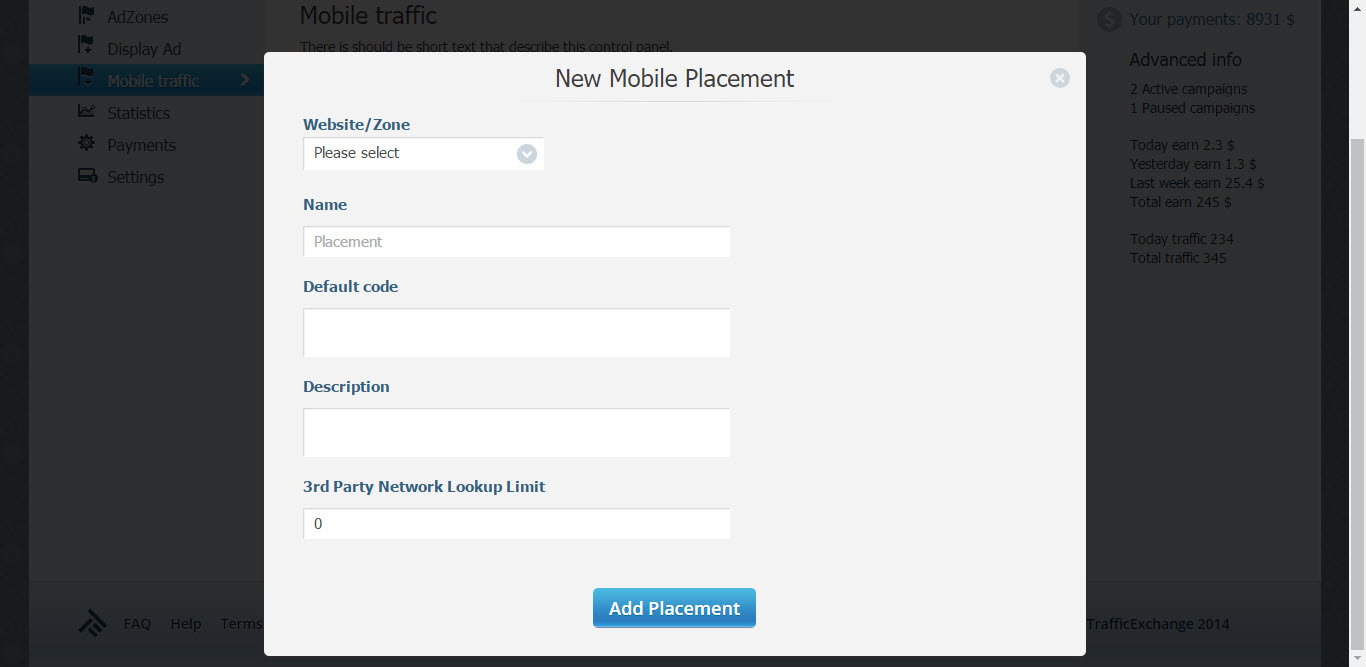 AdZones
Display Ad
Mobile traffic
Statistics
Payments
Settings
Mobile traffic
There is should be short text that describe this control panel.
Your payments: 8931 $
Advanced info
2 Active campaigns
1 Paused campaigns
Today earn 2.3 $
Yesterday earn 1.3 $
Last week earn 25.4 $
Total earn 245 $
Today traffic 234
Total traffic 345
New Mobile Placement
Website/Zone
Please select
Name
Placement
Default code
Description
3rd Party Network Lookup Limit
0
Add Placement
FAQ Help Terms
TrafficExchange 2014